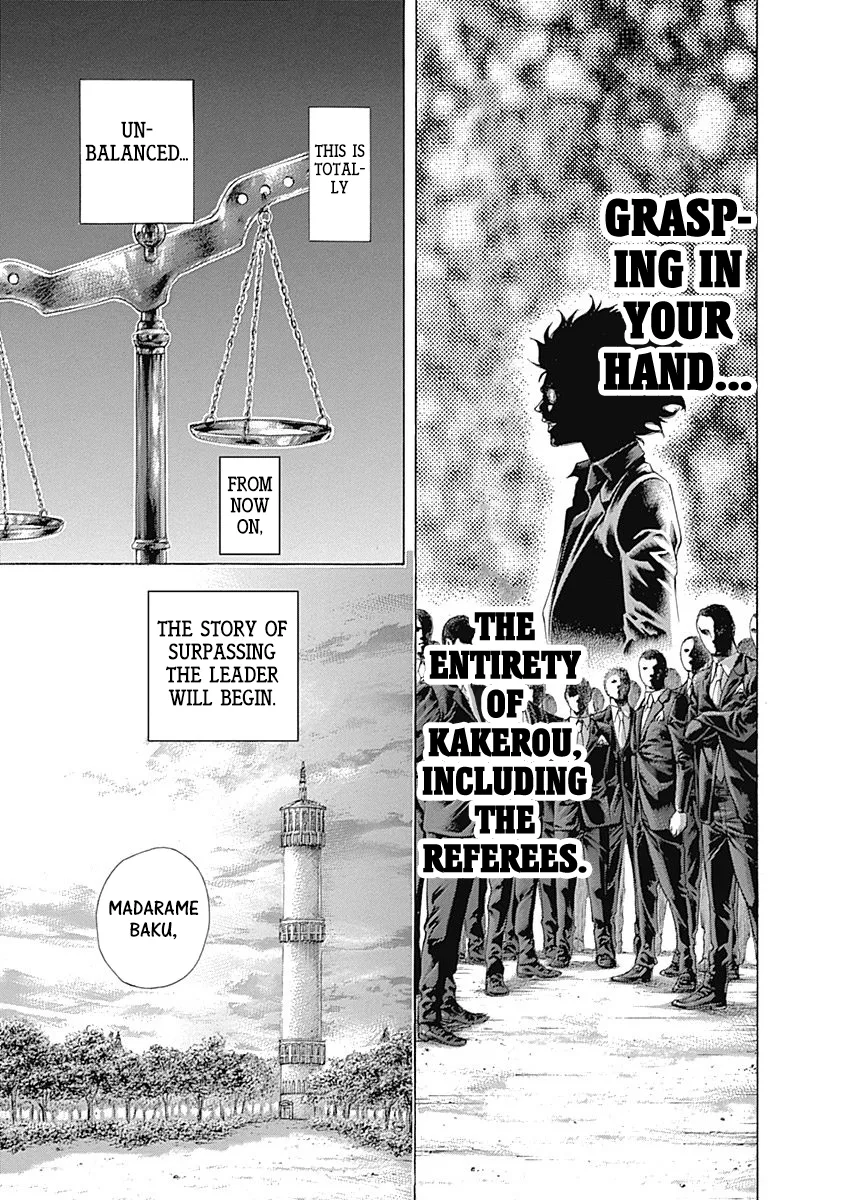 GRASP-
ING IN
YOUR
HAND...
THE
ENTIRETY
OF
KAKEROU,
INCLUDING
THE
REFEREES.
THIS IS
TOTAL-
LY
UN-
BALANCED...
FROM
NOW
ON,
THE STORY OF
SURPASSING
THE LEADER
WILL BEGIN.
MADARAME
BAKU,